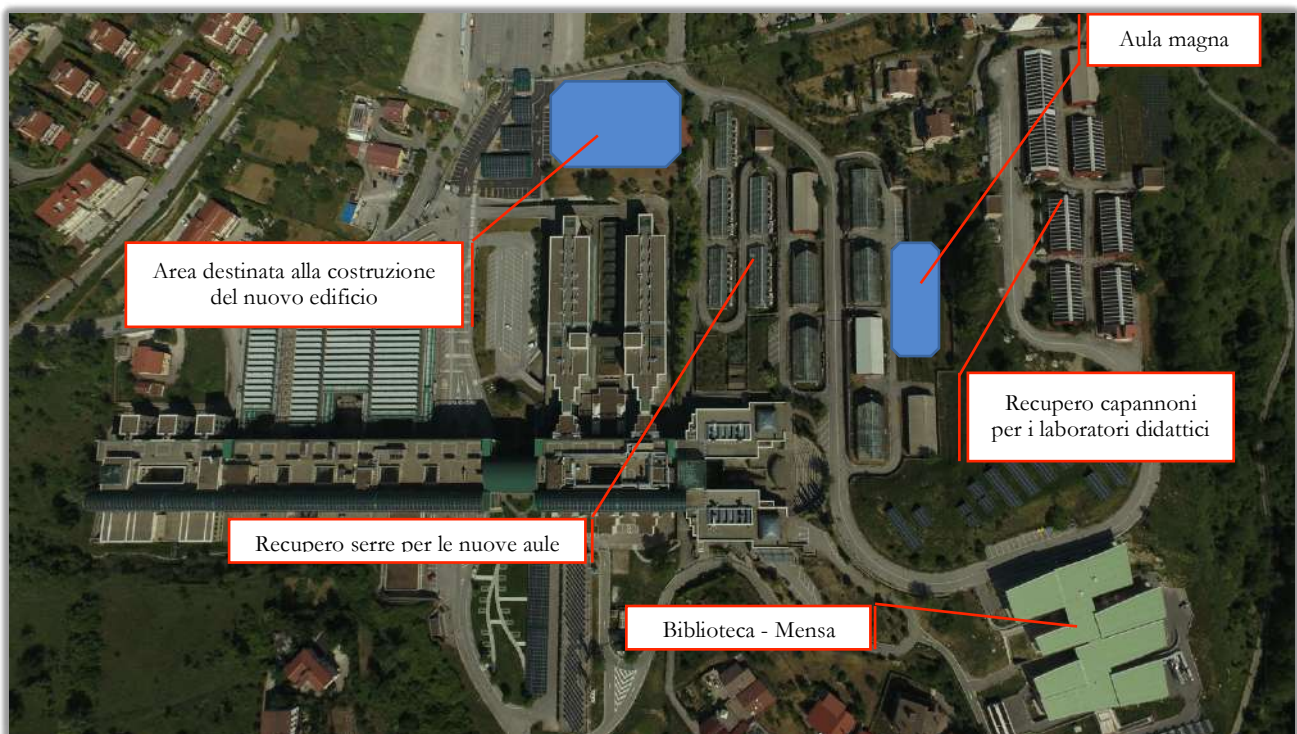 Aula magna
Area destinata alla costruzione
del nuovo edificio
Recupero capannoni
per i laboratori didattici
Recupero serre per le nuove aule
Biblioteca - Mensa